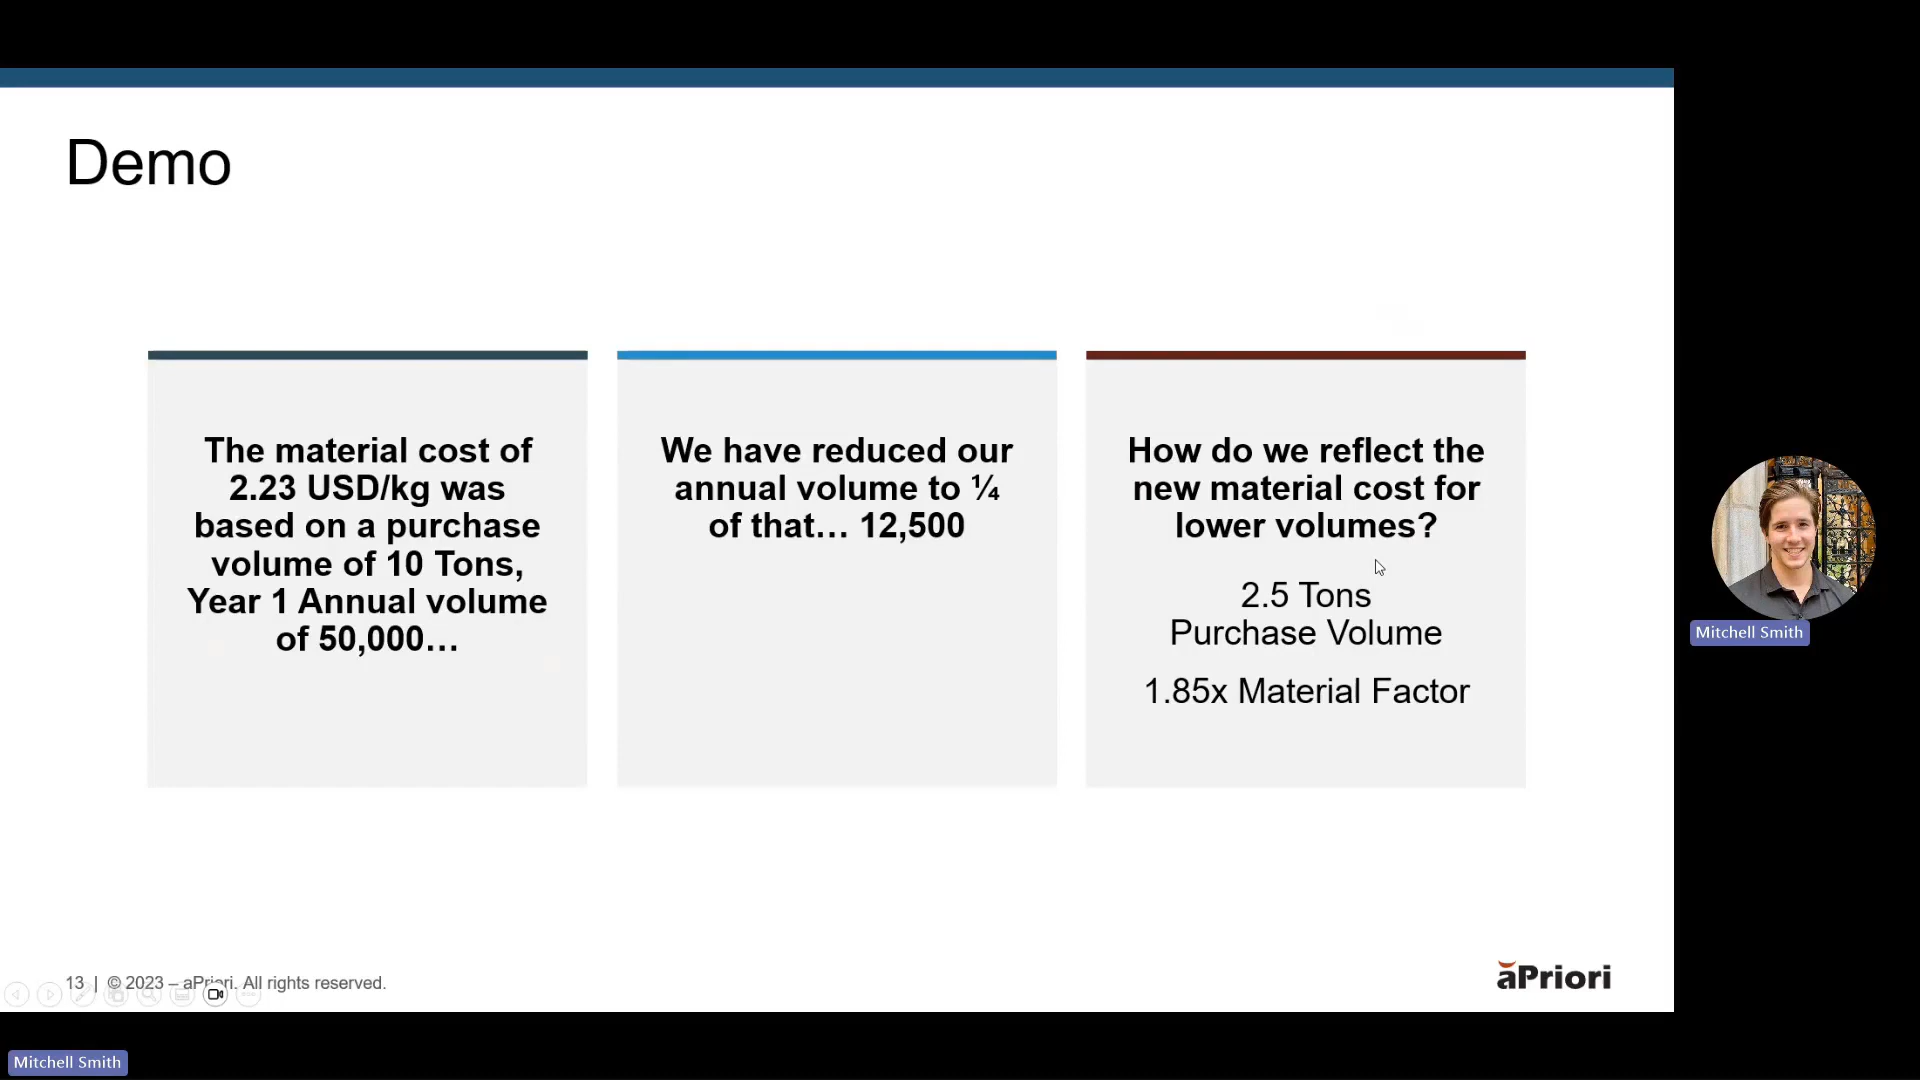 Demo
The material cost of
2.23 USD/kg was
based on a purchase
volume of 10 Tons,
Year 1 Annual volume
of 50,000…
We have reduced our
annual volume to ¼
of that… 12,500
How do we reflect the
new material cost for
lower volumes?
2.5 Tons
Purchase Volume
1.85x Material Factor
Mitchell Smith
13 | © 2023 – aPriori. All rights reserved.
aPriori
Mitchell Smith